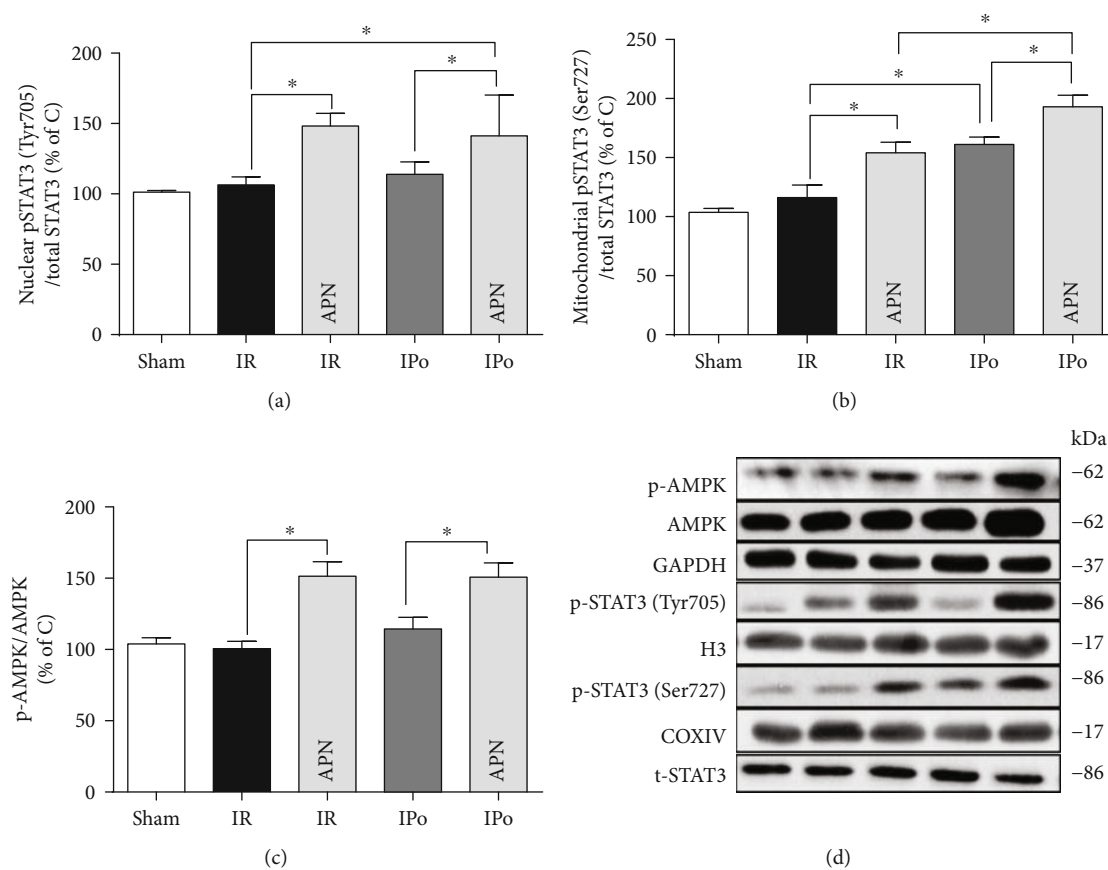 Nuclear pSTAT3 (Tyr705)
/total STAT3 (% of C)
200
150
100
50
0
*
*
*
APN
APN
Sham IR IR IPo IPo
(a)
Mitochondrial pSTAT3 (Ser727)
/total STAT3 (% of C)
250
200
150
100
50
0
*
*
*
*
APN
APN
Sham IR IR IPo IPo
(b)
p-AMPK/AMPK
(% of C)
200
150
100
50
0
*
*
APN
APN
Sham IR IR IPo IPo
(c)
kDa
p-AMPK −62
AMPK −62
GAPDH −37
p-STAT3 (Tyr705) −86
H3 −17
p-STAT3 (Ser727) −86
COXIV −17
t-STAT3 −86
(d)